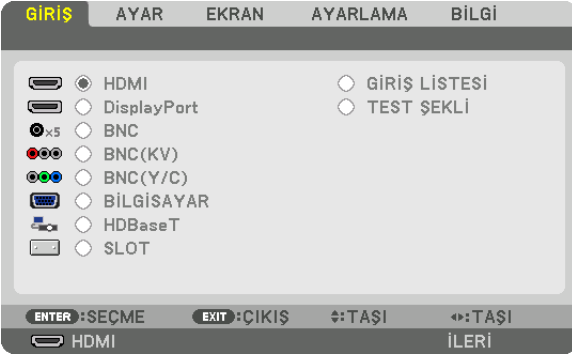 GİRİŞ AYAR EKRAN AYARLAMA BİLGİ
HDMI GİRİŞ LİSTESİ
DisplayPort TEST ŞEKLİ
x5 BNC
BNC(KV)
BNC(Y/C)
BİLGİSAYAR
HDBaseT
SLOT
ENTER:SEÇME EXIT:ÇIKIŞ :TAŞI :TAŞI
HDMI İLERİ